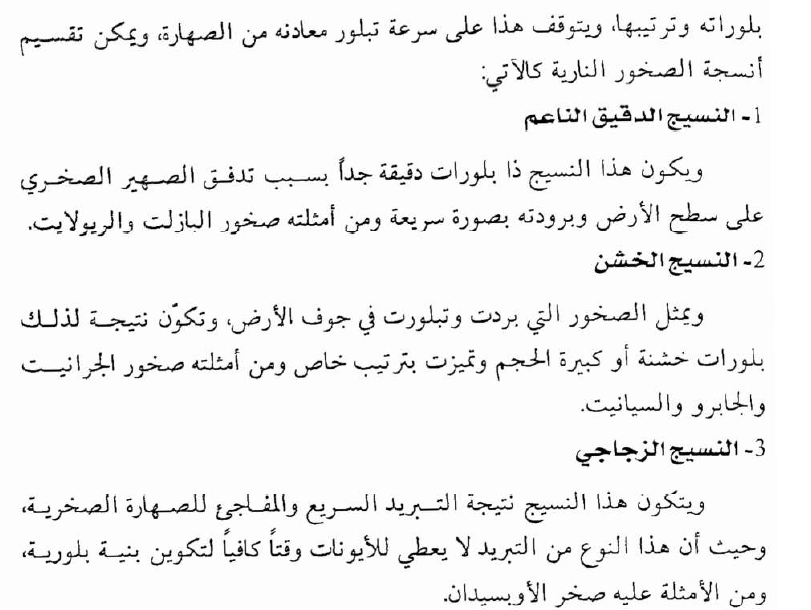 بلوراته وترتيبها، ويتوقف هذا على سرعة تبلور معادنه من الصهارة، ويمكن تقسيم
أنسجة الصخور النارية كالآتي:
1- النسيج الدقيق الناعم
ويكون هذا النسيج ذا بلورات دقيقة جداً بسبب تدفق الصهير الصخري
على سطح الأرض وبرودته بصورة سريعة ومن أمثلته صخور البازلت والريولايت.
2- النسيج الخشن
ويمثل الصخور التي بردت وتبلورت في جوف الأرض، وتكوّن نتيجة لذلك
بلورات خشنة أو كبيرة الحجم وتميزت بترتيب خاص ومن أمثلته صخور الجرانيت
والجابرو والسيانيت.
3- النسيج الزجاجي
ويتكون هذا النسيج نتيجة التبريد السريع والمفاجئ للصهارة الصخرية،
وحيث أن هذا النوع من التبريد لا يعطي للأيونات وقتاً كافياً لتكوين بنية بلورية،
ومن الأمثلة عليه صخر الأوبسيدان.